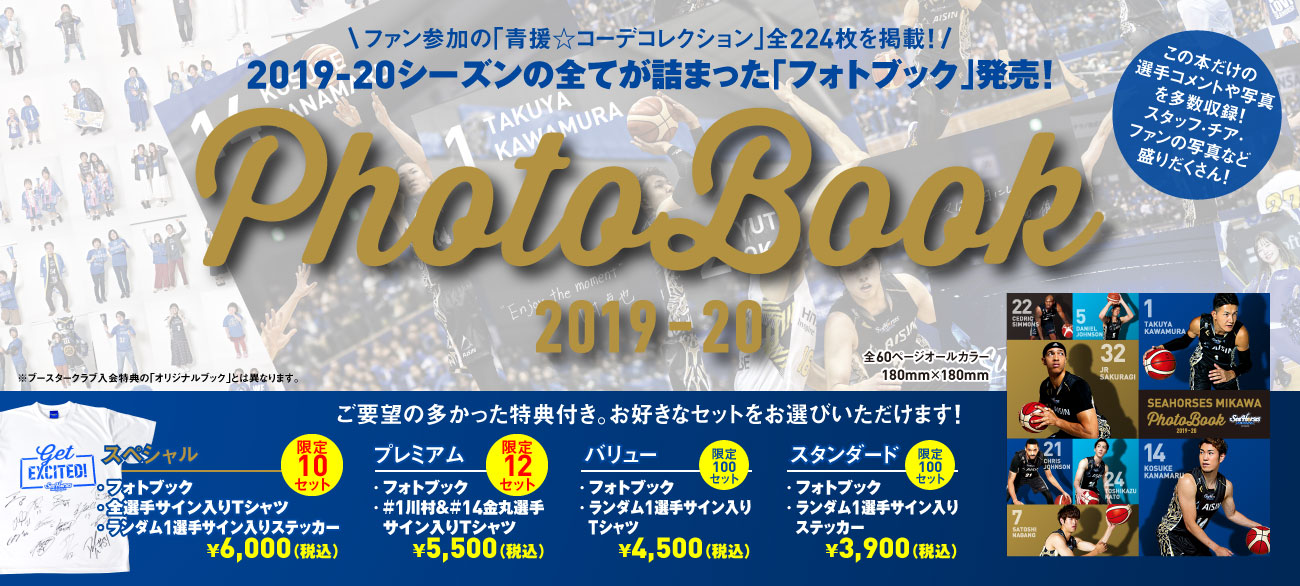 \ ファン参加の「青援☆コーデコレクション」全224枚を掲載! /
2019-20シーズンの全てが詰まった「フォトブック」発売!
この本だけの
選手コメントや写真
を多数収録!
スタッフ・チア・
ファンの写真など
盛りだくさん!
1 TAKUYA
KAWAMURA
PhotoBook
2019-20
"Enjoy the moment"
全60ページオールカラー
180mm×180mm
※ブースタークラブ入会特典の「オリジナルブック」とは異なります。
22
CEDRIC
SIMMONS
5
DANIEL
JOHNSON
1
TAKUYA
KAWAMURA
32
JR
SAKURAGI
SEAHORSES MIKAWA
PhotoBook
2019-20
21
CHRIS
JOHNSON
24
YOSHIKAZU
KATO
14
KOSUKE
KANAMARU
7
SATOSHI
NAGANO
ご要望の多かった特典付き。お好きなセットをお選びいただけます!
Get
EXCITED!
スペシャル
限定
10
セット
・フォトブック
・全選手サイン入りTシャツ
・ランダム1選手サイン入りステッカー
¥6,000(税込)
プレミアム
限定
12
セット
・フォトブック
・#1川村&#14金丸選手
サイン入りTシャツ
¥5,500(税込)
バリュー
限定
100
セット
・フォトブック
・ランダム1選手サイン入り
Tシャツ
¥4,500(税込)
スタンダード
限定
100
セット
・フォトブック
・ランダム1選手サイン入り
ステッカー
¥3,900(税込)